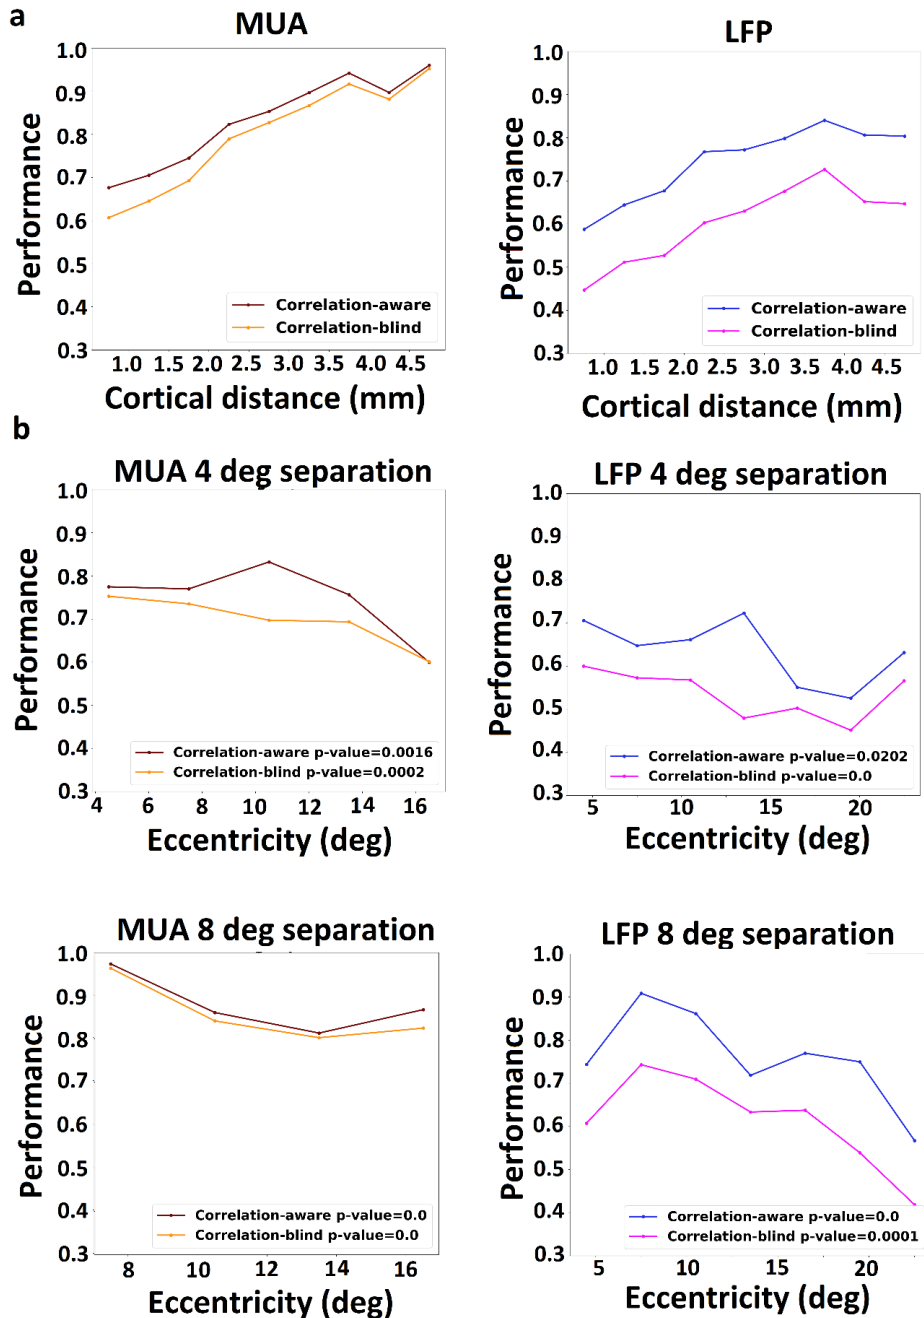 a
MUA
LFP
1.0
0.9
0.8
0.7
0.6
0.5
0.4
0.3
Performance
Correlation-aware
Correlation-blind
1.0 1.5 2.0 2.5 3.0 3.5 4.0 4.5
Cortical distance (mm)
1.0
0.9
0.8
0.7
0.6
0.5
0.4
0.3
Performance
Correlation-aware
Correlation-blind
1.0 1.5 2.0 2.5 3.0 3.5 4.0 4.5
Cortical distance (mm)
b
MUA 4 deg separation
1.0
0.9
0.8
0.7
0.6
0.5
0.4
0.3
Performance
Correlation-aware p-value=0.0016
Correlation-blind p-value=0.0002
4 6 8 10 12 14 16
Eccentricity (deg)
LFP 4 deg separation
1.0
0.9
0.8
0.7
0.6
0.5
0.4
0.3
Performance
Correlation-aware p-value=0.0202
Correlation-blind p-value=0.0
5 10 15 20
Eccentricity (deg)
MUA 8 deg separation
1.0
0.9
0.8
0.7
0.6
0.5
0.4
0.3
Performance
Correlation-aware p-value=0.0
Correlation-blind p-value=0.0
8 10 12 14 16
Eccentricity (deg)
LFP 8 deg separation
1.0
0.9
0.8
0.7
0.6
0.5
0.4
0.3
Performance
Correlation-aware p-value=0.0
Correlation-blind p-value=0.0001
5 10 15 20
Eccentricity (deg)